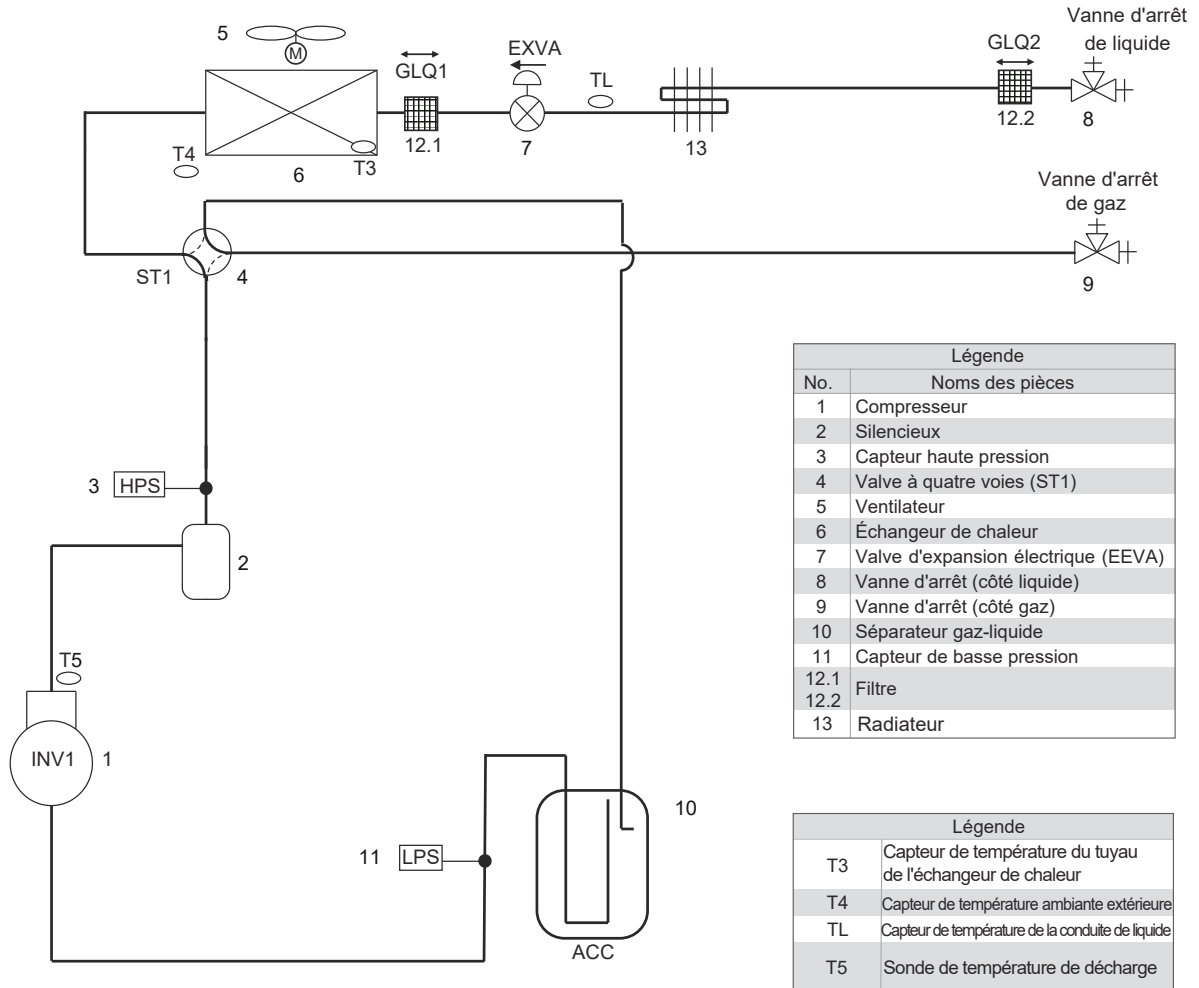 Vanne d'arrêt
de liquide
5
M
GLQ1
EXVA
TL
GLQ2
12.1
7
13
12.2
8
T4
T3
6
Vanne d'arrêt
de gaz
ST1
4
9
3 HPS
2
T5
INV1
1
11 LPS
10
ACC
Légende
No. Noms des pièces
1 Compresseur
2 Silencieux
3 Capteur haute pression
4 Valve à quatre voies (ST1)
5 Ventilateur
6 Échangeur de chaleur
7 Valve d'expansion électrique (EEVA)
8 Vanne d'arrêt (côté liquide)
9 Vanne d'arrêt (côté gaz)
10 Séparateur gaz-liquide
11 Capteur de basse pression
12.1
12.2
Filtre
13 Radiateur
Légende
T3
Capteur de température du tuyau
de l'échangeur de chaleur
T4 Capteur de température ambiante extérieure
TL Capteur de température de la conduite de liquide
T5 Sonde de température de décharge